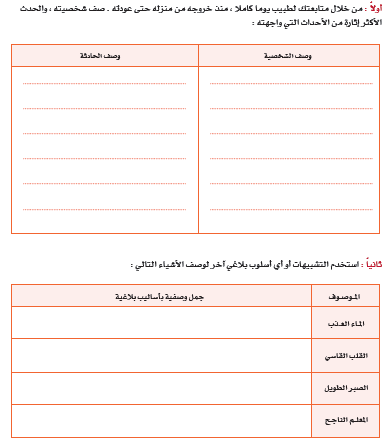 أولاً : من خلال متابعتك لطبيب يوما كاملا ، منذ خروجه من منزله حتى عودته . صف شخصيته ، والحدث
الأكثر إثارة من الأحداث التي واجهته :
وصف الشخصية
وصف الحادثة
ثانياً : استخدم التشبيهات أو أي أسلوب بلاغي آخر لوصف الأشياء التالي :
الموصوف
جمل وصفية بأساليب بلاغية
الماء العذب
القلب القاسي
الصبر الطويل
المعلم الناجح